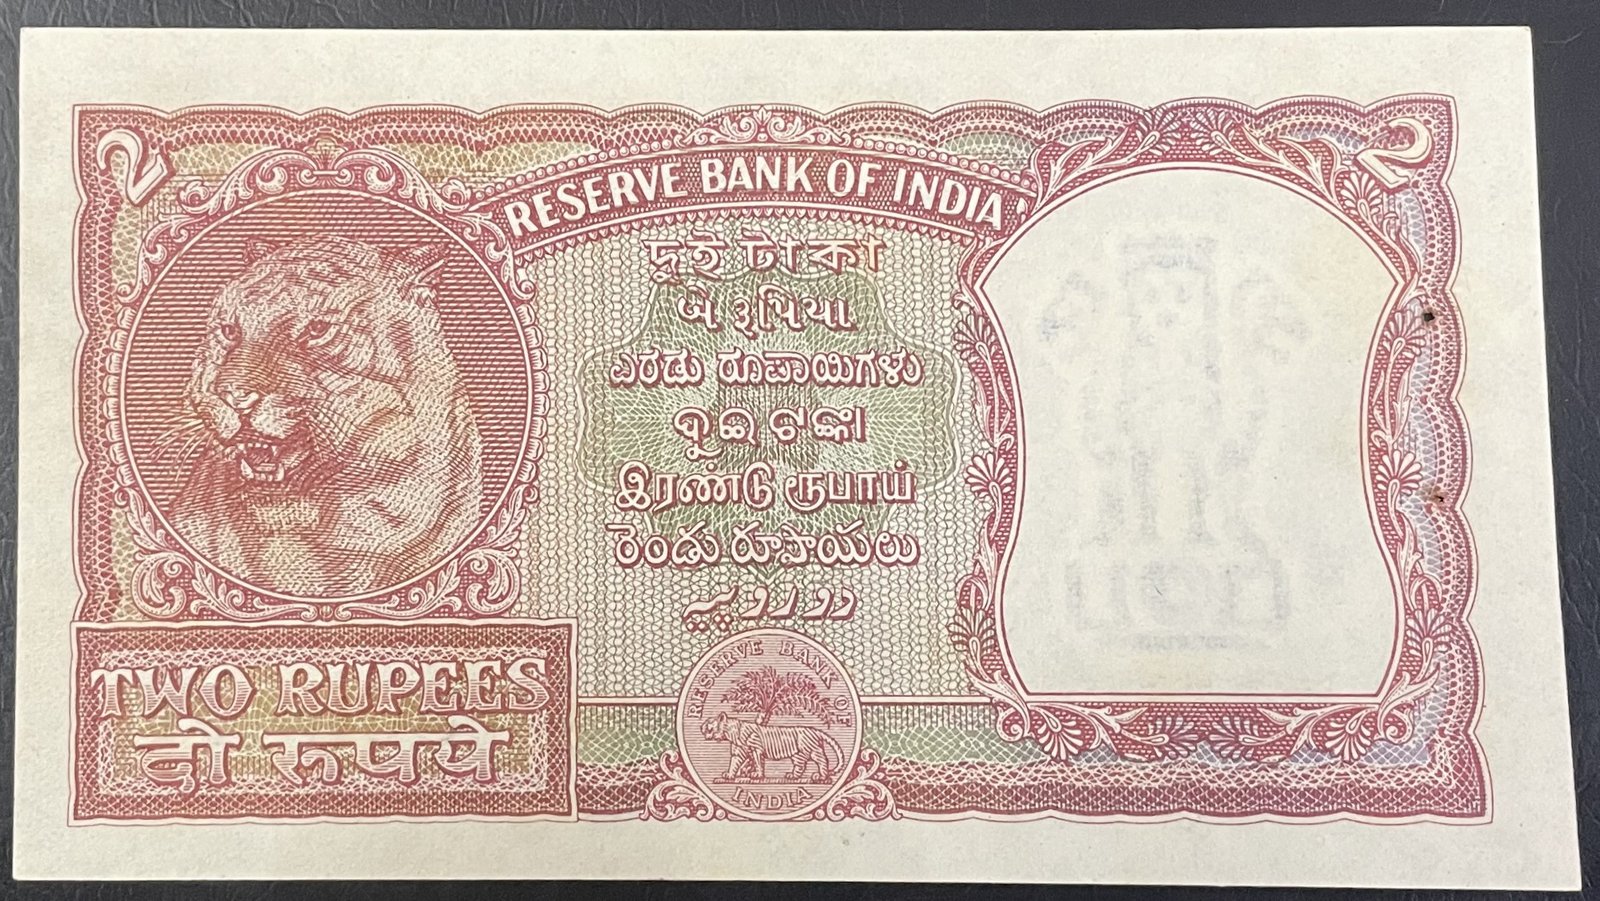 2
2
RESERVE BANK OF INDIA
দুই টাকা
બે રૂપિયા
ಎರಡು ರೂಪಾಯಿಗಳು
ଦୁଇ ଟଙ୍କା
இரண்டு ரூபாய்
రెండు రూపాయలు
دو روپیے
TWO RUPEES
दो रुपये
RESERVE BANK OF
INDIA